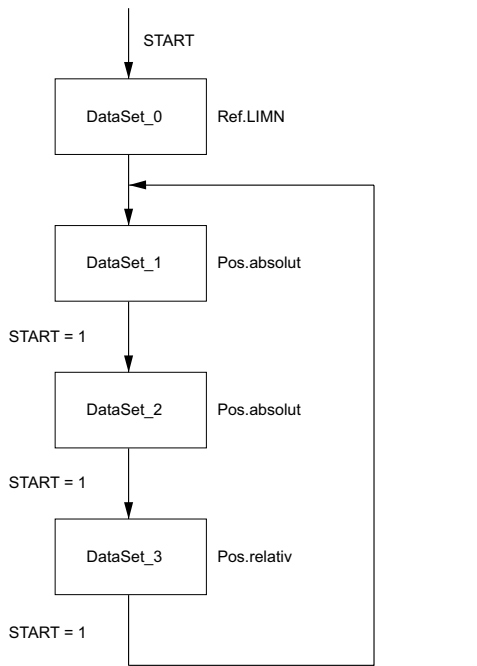 START
DataSet_0
Ref.LIMN
DataSet_1
Pos.absolut
START = 1
DataSet_2
Pos.absolut
START = 1
DataSet_3
Pos.relativ
START = 1